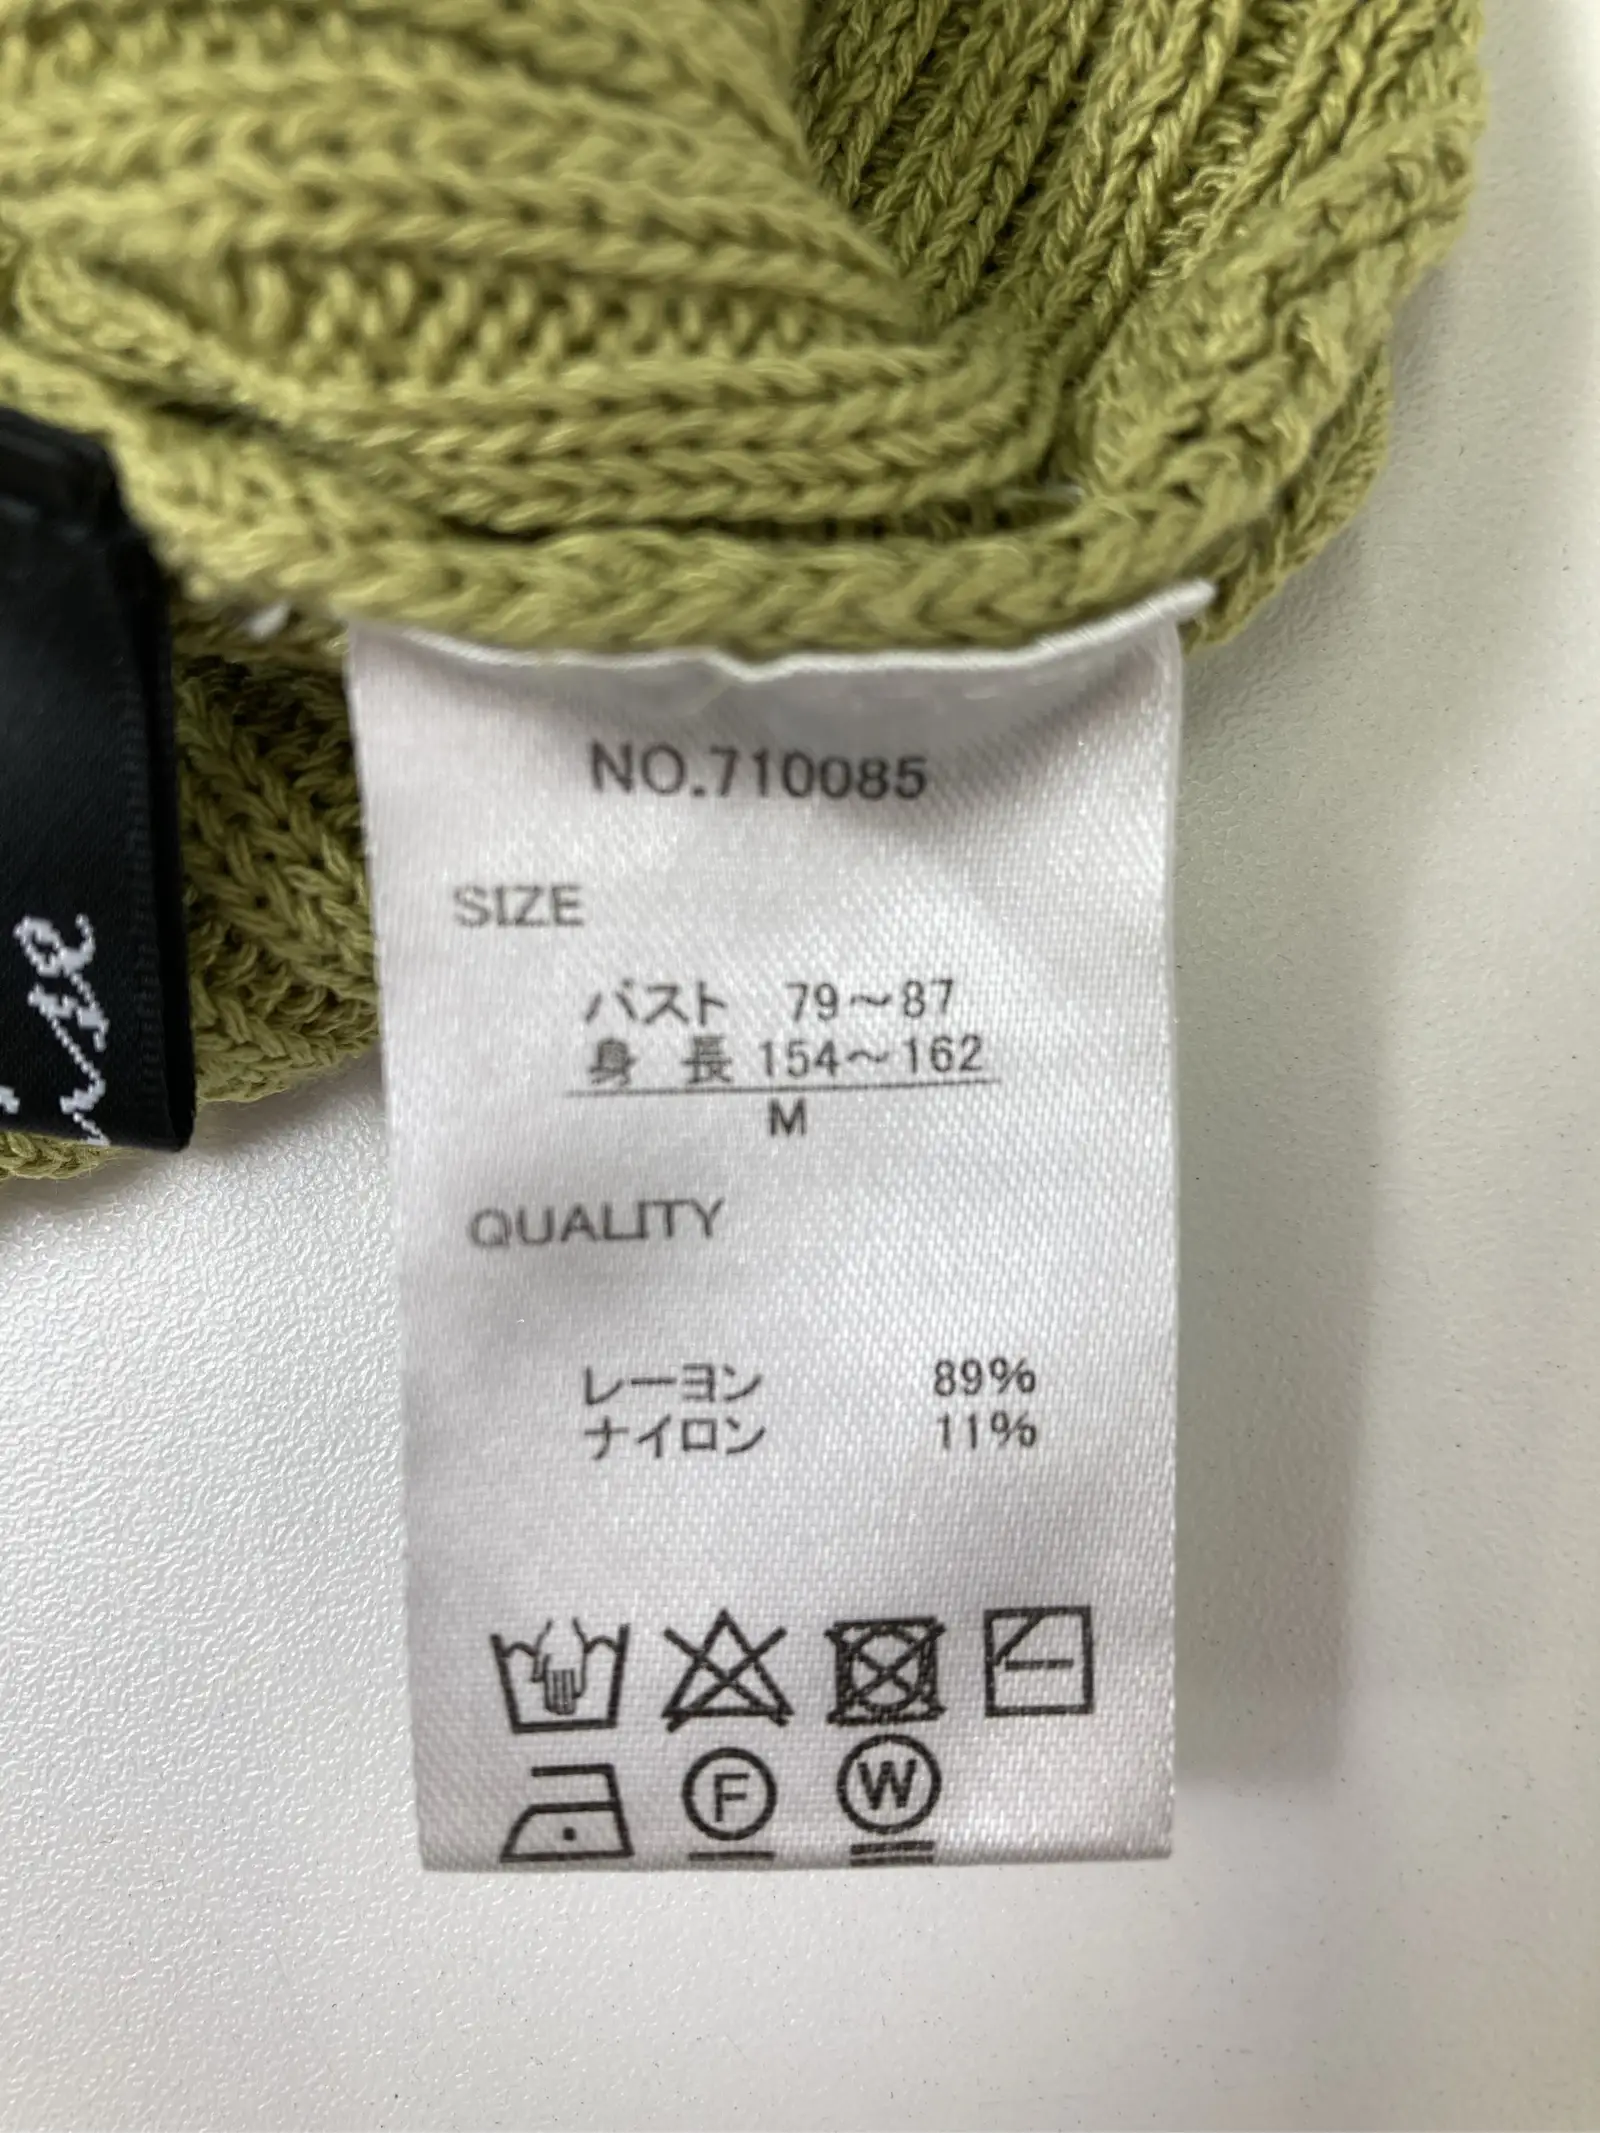 NO.710085
SIZE
バスト 79～87
身 長 154～162
M
QUALITY
レーヨン 89%
ナイロン 11%
F
W